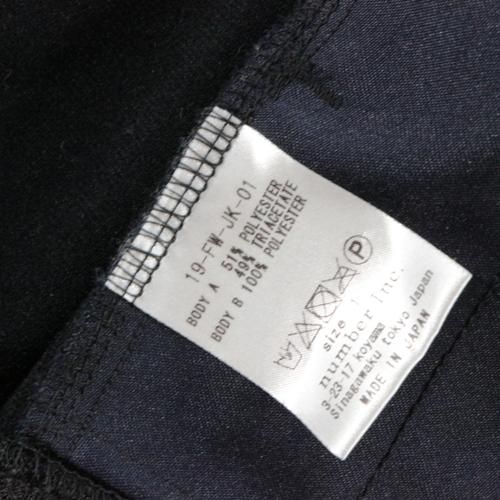 19-FW-JK-01
BODY A 51% POLYESTER
49% TRIACETATE
BODY B 100% POLYESTER
P
size 1
number inc.
3-23-17 Koyama
Sinagawaku tokyo Japan
MADE IN JAPAN